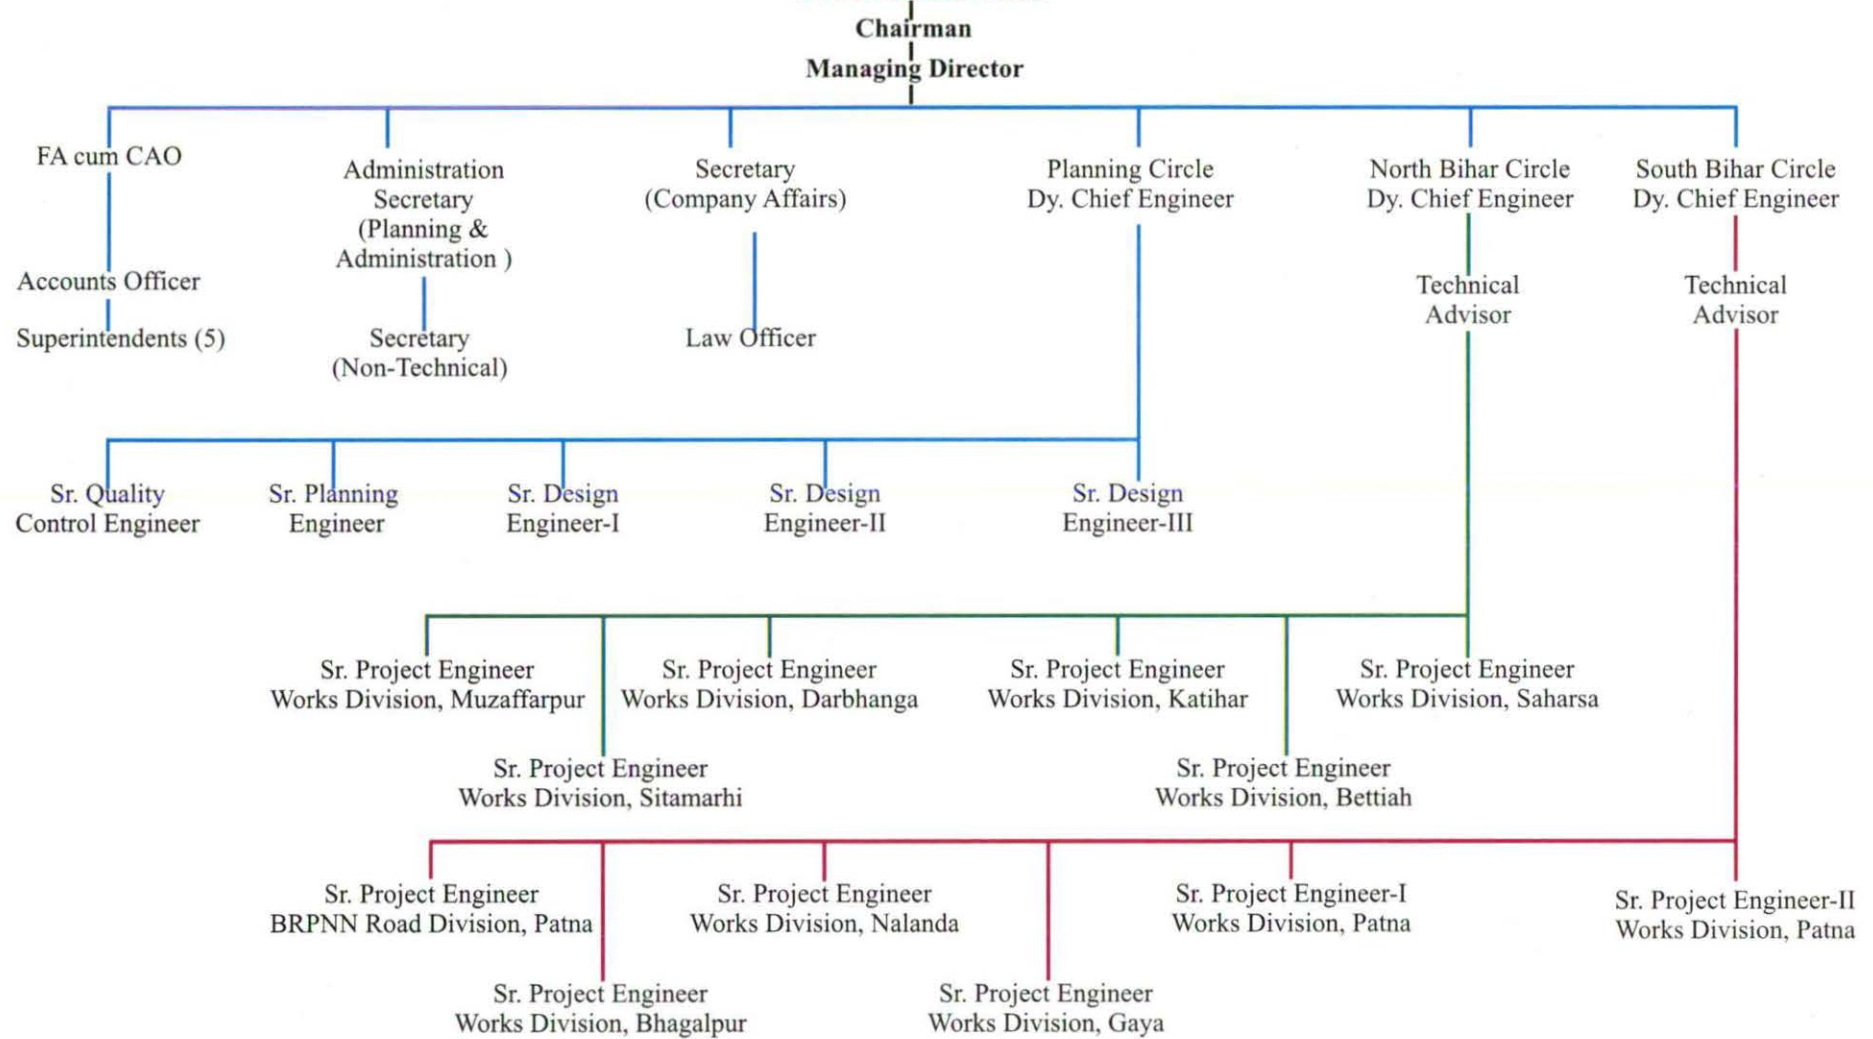 Chairman
Managing Director
FA cum CAO
Accounts Officer
Superintendents (5)
Administration
Secretary
(Planning &
Administration )
Secretary
(Non-Technical)
Secretary
(Company Affairs)
Law Officer
Planning Circle
Dy. Chief Engineer
North Bihar Circle
Dy. Chief Engineer
Technical
Advisor
South Bihar Circle
Dy. Chief Engineer
Technical
Advisor
Sr. Quality
Control Engineer
Sr. Planning
Engineer
Sr. Design
Engineer-I
Sr. Design
Engineer-II
Sr. Design
Engineer-III
Sr. Project Engineer
Works Division, Muzaffarpur
Sr. Project Engineer
Works Division, Darbhanga
Sr. Project Engineer
Works Division, Katihar
Sr. Project Engineer
Works Division, Saharsa
Sr. Project Engineer
Works Division, Sitamarhi
Sr. Project Engineer
Works Division, Bettiah
Sr. Project Engineer
BRPNN Road Division, Patna
Sr. Project Engineer
Works Division, Nalanda
Sr. Project Engineer-I
Works Division, Patna
Sr. Project Engineer-II
Works Division, Patna
Sr. Project Engineer
Works Division, Bhagalpur
Sr. Project Engineer
Works Division, Gaya